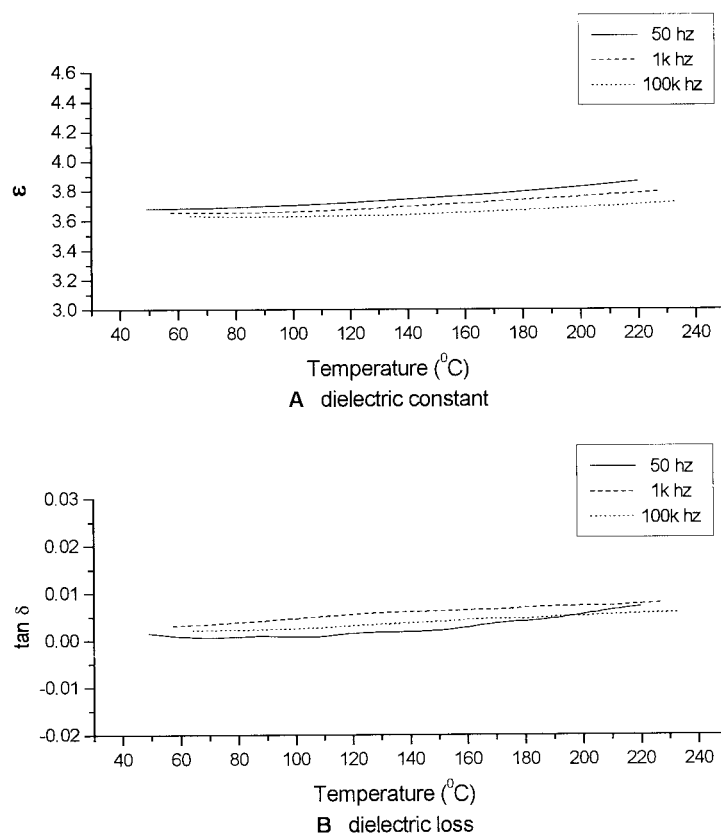 50 hz
1k hz
100k hz
4.6
4.4
4.2
4.0
3.8
3.6
3.4
3.2
3.0
ε
40 60 80 100 120 140 160 180 200 220 240
Temperature (⁰C)
A dielectric constant
50 hz
1k hz
100k hz
0.03
0.02
0.01
0.00
-0.01
-0.02
tan δ
40 60 80 100 120 140 160 180 200 220 240
Temperature (⁰C)
B dielectric loss